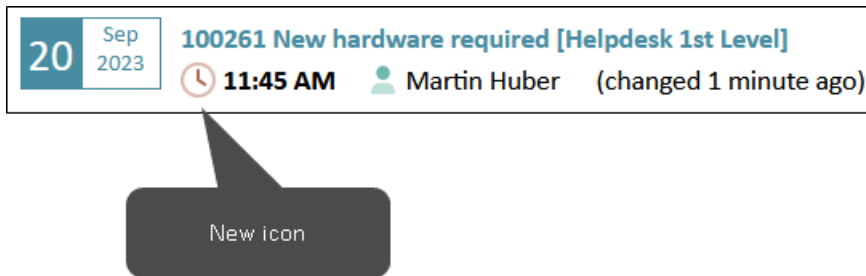 20
Sep
2023
100261 New hardware required [Helpdesk 1st Level]
11:45 AM Martin Huber (changed 1 minute ago)
New icon